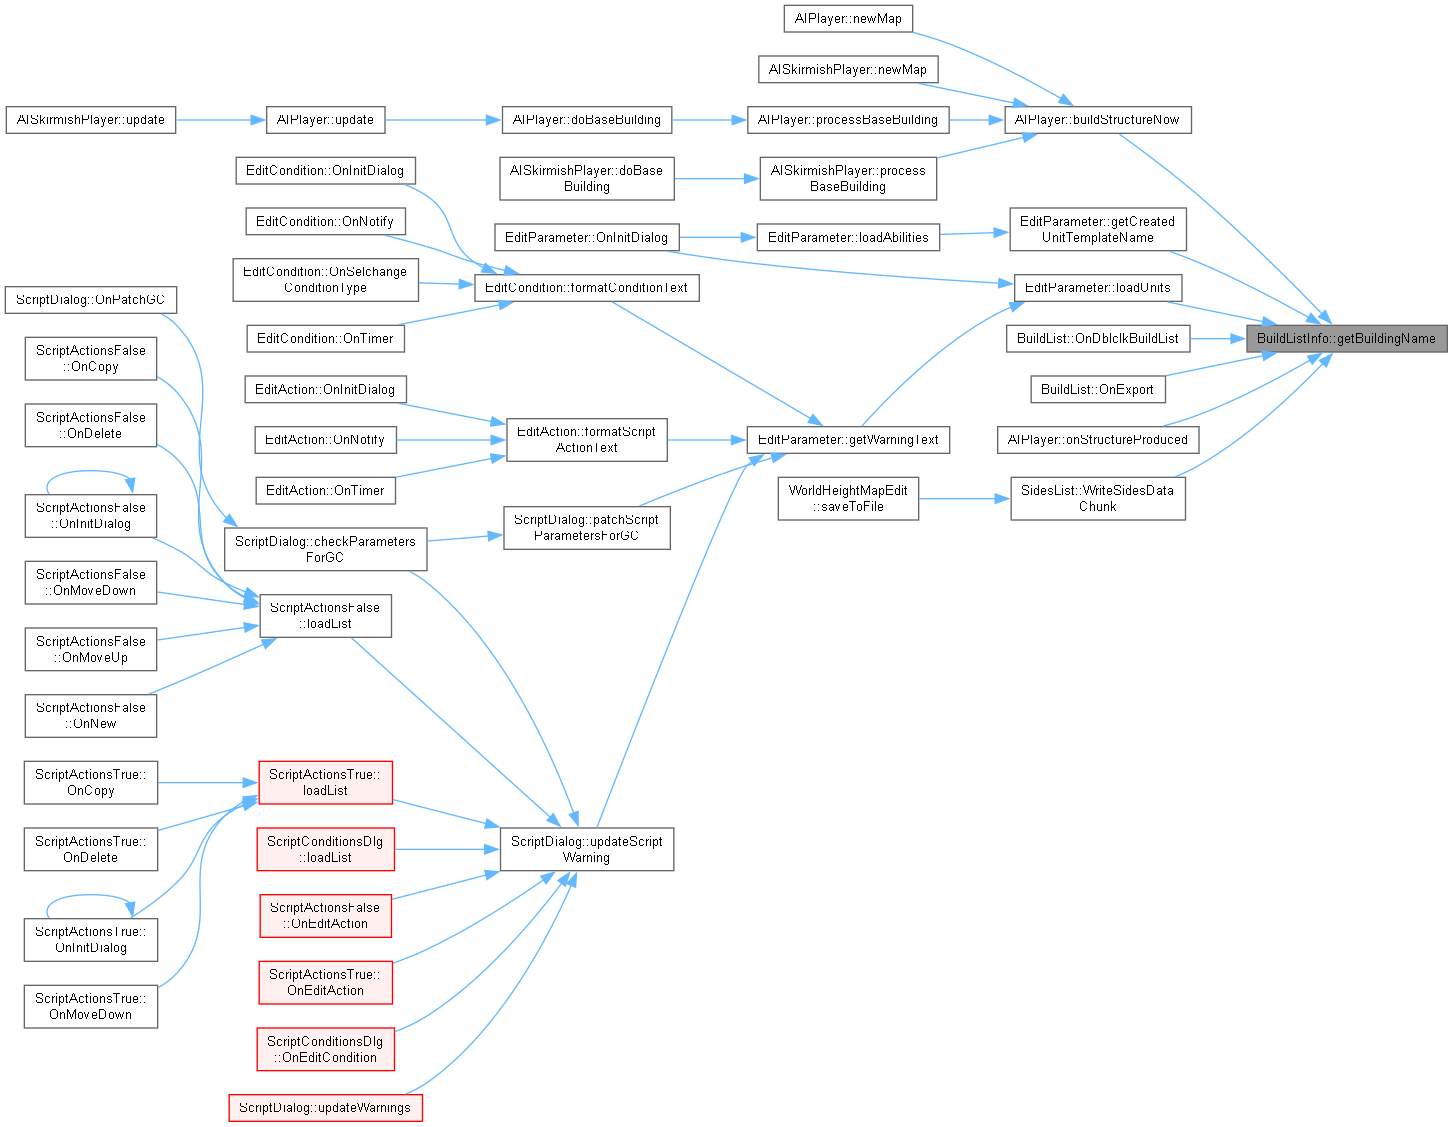 AIPlayer::newMap
AISkirmishPlayer::newMap
AISkirmishPlayer::update
AIPlayer::update
AIPlayer::doBaseBuilding
AIPlayer::processBaseBuilding
AIPlayer::buildStructureNow
EditCondition::OnInitDialog
AISkirmishPlayer::doBase
Building
AISkirmishPlayer::process
BaseBuilding
EditCondition::OnNotify
EditParameter::OnInitDialog
EditParameter::loadAbilities
EditParameter::getCreated
UnitTemplateName
EditCondition::OnSelchange
ConditionType
EditCondition::formatConditionText
EditParameter::loadUnits
ScriptDialog::OnPatchGC
EditCondition::OnTimer
BuildList::OnDblclkBuildList
BuildListInfo::getBuildingName
ScriptActionsFalse
::OnCopy
EditAction::OnInitDialog
BuildList::OnExport
ScriptActionsFalse
::OnDelete
EditAction::OnNotify
EditAction::formatScript
ActionText
EditParameter::getWarningText
AIPlayer::onStructureProduced
EditAction::OnTimer
WorldHeightMapEdit
::saveToFile
SidesList::WriteSidesData
Chunk
ScriptActionsFalse
::OnInitDialog
ScriptDialog::patchScript
ParametersForGC
ScriptDialog::checkParameters
ForGC
ScriptActionsFalse
::OnMoveDown
ScriptActionsFalse
::loadList
ScriptActionsFalse
::OnMoveUp
ScriptActionsFalse
::OnNew
ScriptActionsTrue::
OnCopy
ScriptActionsTrue::
loadList
ScriptActionsTrue::
OnDelete
ScriptConditionsDlg
::loadList
ScriptDialog::updateScript
Warning
ScriptActionsFalse
::OnEditAction
ScriptActionsTrue::
OnInitDialog
ScriptActionsTrue::
OnEditAction
ScriptActionsTrue::
OnMoveDown
ScriptConditionsDlg
::OnEditCondition
ScriptDialog::updateWarnings